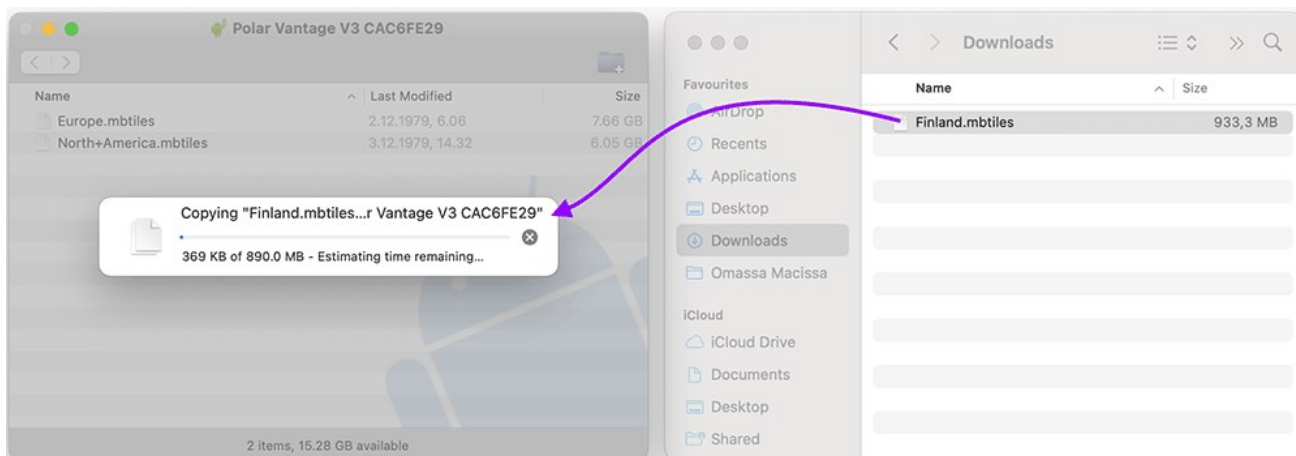 Polar Vantage V3 CAC6FE29
Name Last Modified Size
Europe.mbtiles 2.12.1979, 6.06 7.66 GB
North+America.mbtiles 3.12.1979, 14.32 6.05 GB
Copying "Finland.mbtiles...r Vantage V3 CAC6FE29"
369 KB of 890.0 MB - Estimating time remaining...
2 items, 15.28 GB available
Downloads
Favourites
AirDrop
Recents
Applications
Desktop
Downloads
Omassa Macissa
iCloud
iCloud Drive
Documents
Desktop
Shared
Name Size
Finland.mbtiles 933,3 MB